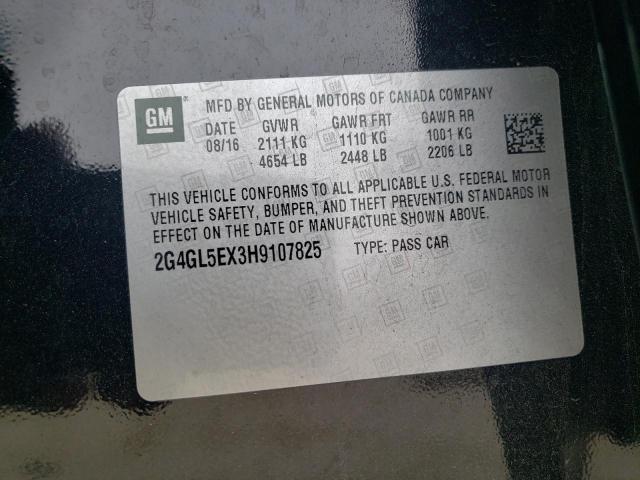 GM MFD BY GENERAL MOTORS OF CANADA COMPANY
DATE GVWR GAWR FRT GAWR RR
08/16 2111 KG 1110 KG 1001 KG
4654 LB 2448 LB 2206 LB
THIS VEHICLE CONFORMS TO ALL APPLICABLE U.S. FEDERAL MOTOR
VEHICLE SAFETY, BUMPER, AND THEFT PREVENTION STANDARDS IN
EFFECT ON THE DATE OF MANUFACTURE SHOWN ABOVE.
2G4GL5EX3H9107825 TYPE: PASS CAR